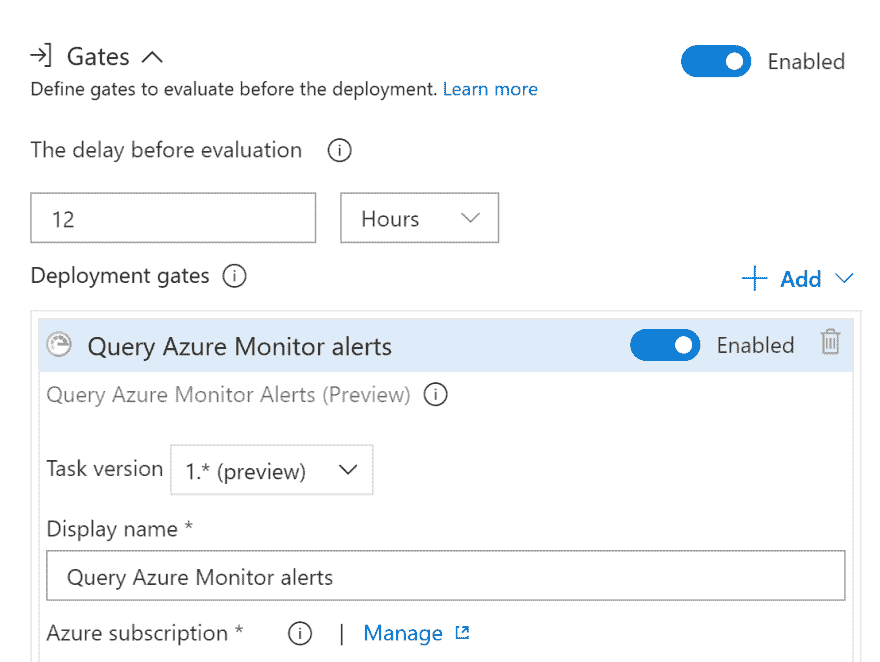 Gates
Enabled
Define gates to evaluate before the deployment. Learn more
The delay before evaluation
12
Hours
Deployment gates
Add
Query Azure Monitor alerts
Enabled
Query Azure Monitor Alerts (Preview)
Task version 1.* (preview)
Display name *
Query Azure Monitor alerts
Azure subscription * | Manage